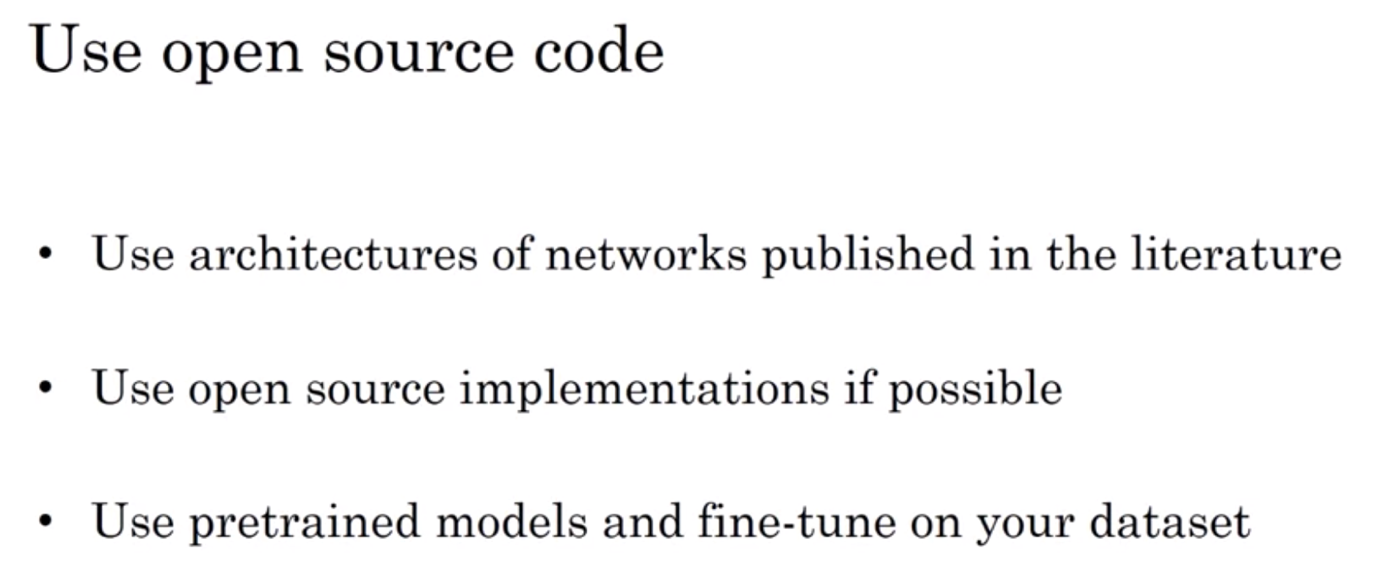 Use open source code
• Use architectures of networks published in the literature
• Use open source implementations if possible
• Use pretrained models and fine-tune on your dataset